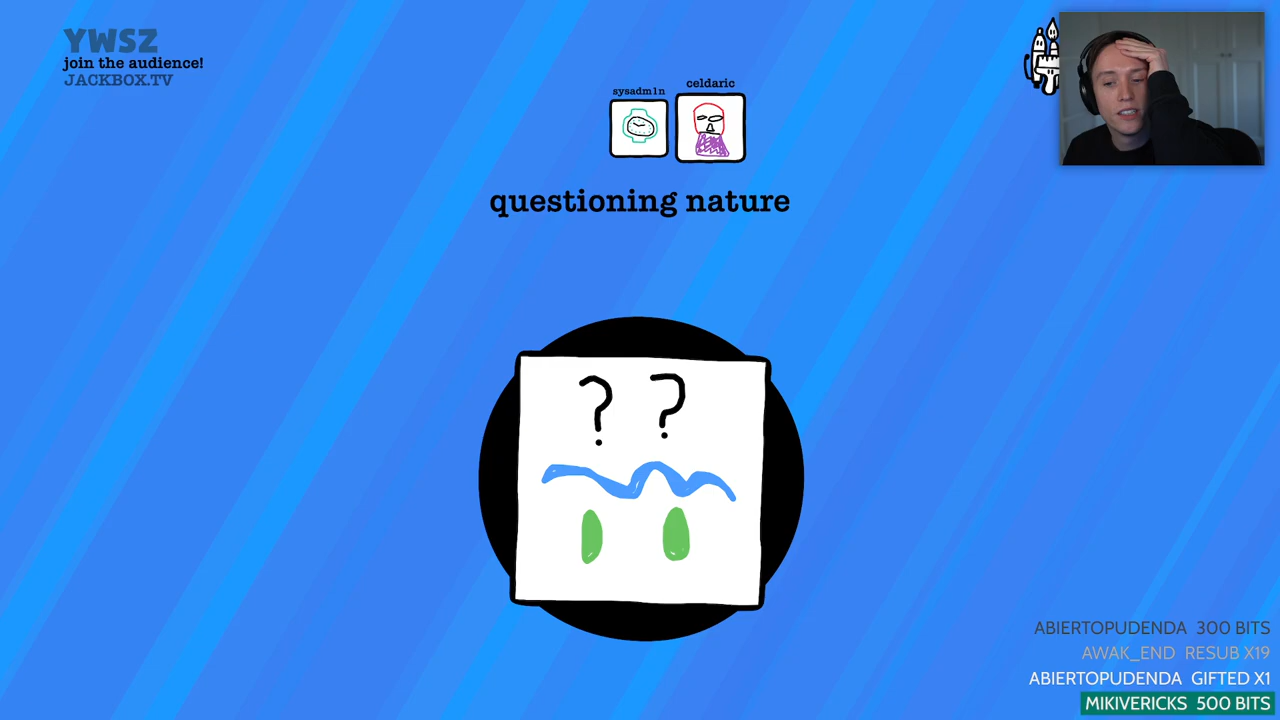 YWSZ
join the audience!
JACKBOX.TV
sysadm1n
celdaric
questioning nature
? ?
ABIERTOPUDENDA 300 BITS
AWAK_END RESUB X19
ABIERTOPUDENDA GIFTED X1
MIKIVERICKS 500 BITS